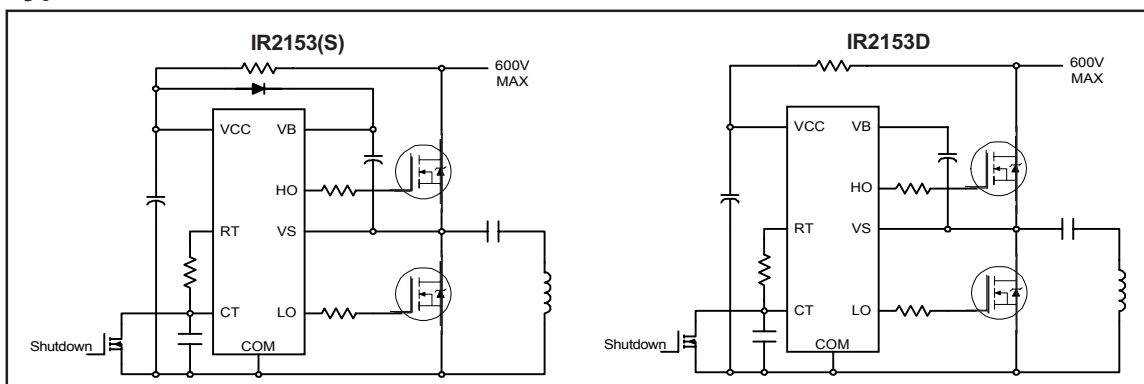 IR2153(S)
600V
MAX
VCC
VB
HO
RT
VS
CT
LO
COM
Shutdown
IR2153D
600V
MAX
VCC
VB
HO
RT
VS
CT
LO
COM
Shutdown